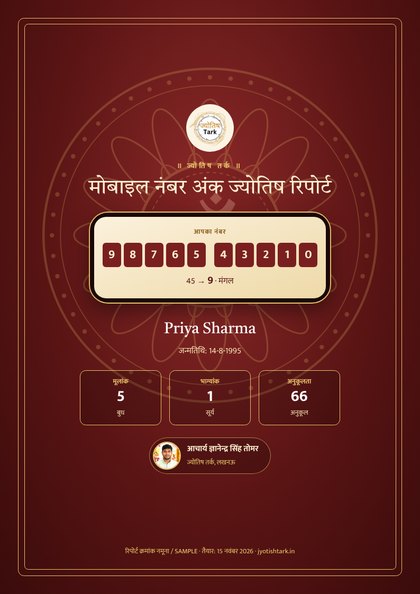 ज्योतिष
Tark
॥ ज्योतिष तर्क ॥
मोबाइल नंबर अंक ज्योतिष रिपोर्ट
आपका नंबर
9 8 7 6 5 4 3 2 1 0
45 → 9 · मंगल
Priya Sharma
जन्मतिथि: 14-8-1995
मूलांक भाग्यांक अनुकूलता
5 1 66
बुध सूर्य अनुकूल
आचार्य ज्ञानेन्द्र सिंह तोमर
ज्योतिष तर्क, लखनऊ
रिपोर्ट क्रमांक नमूना / SAMPLE · तैयार: 15 नवंबर 2026 · jyotishtark.in